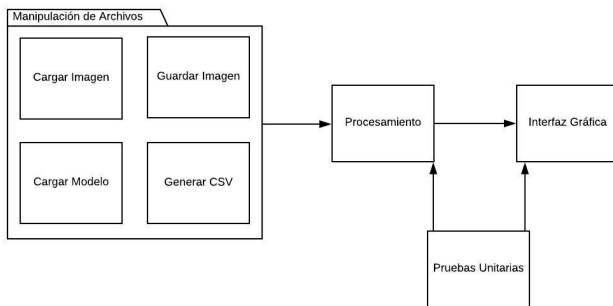 Manipulación de Archivos
Cargar Imagen
Guardar Imagen
Procesamiento
Interfaz Gráfica
Cargar Modelo
Generar CSV
Pruebas Unitarias